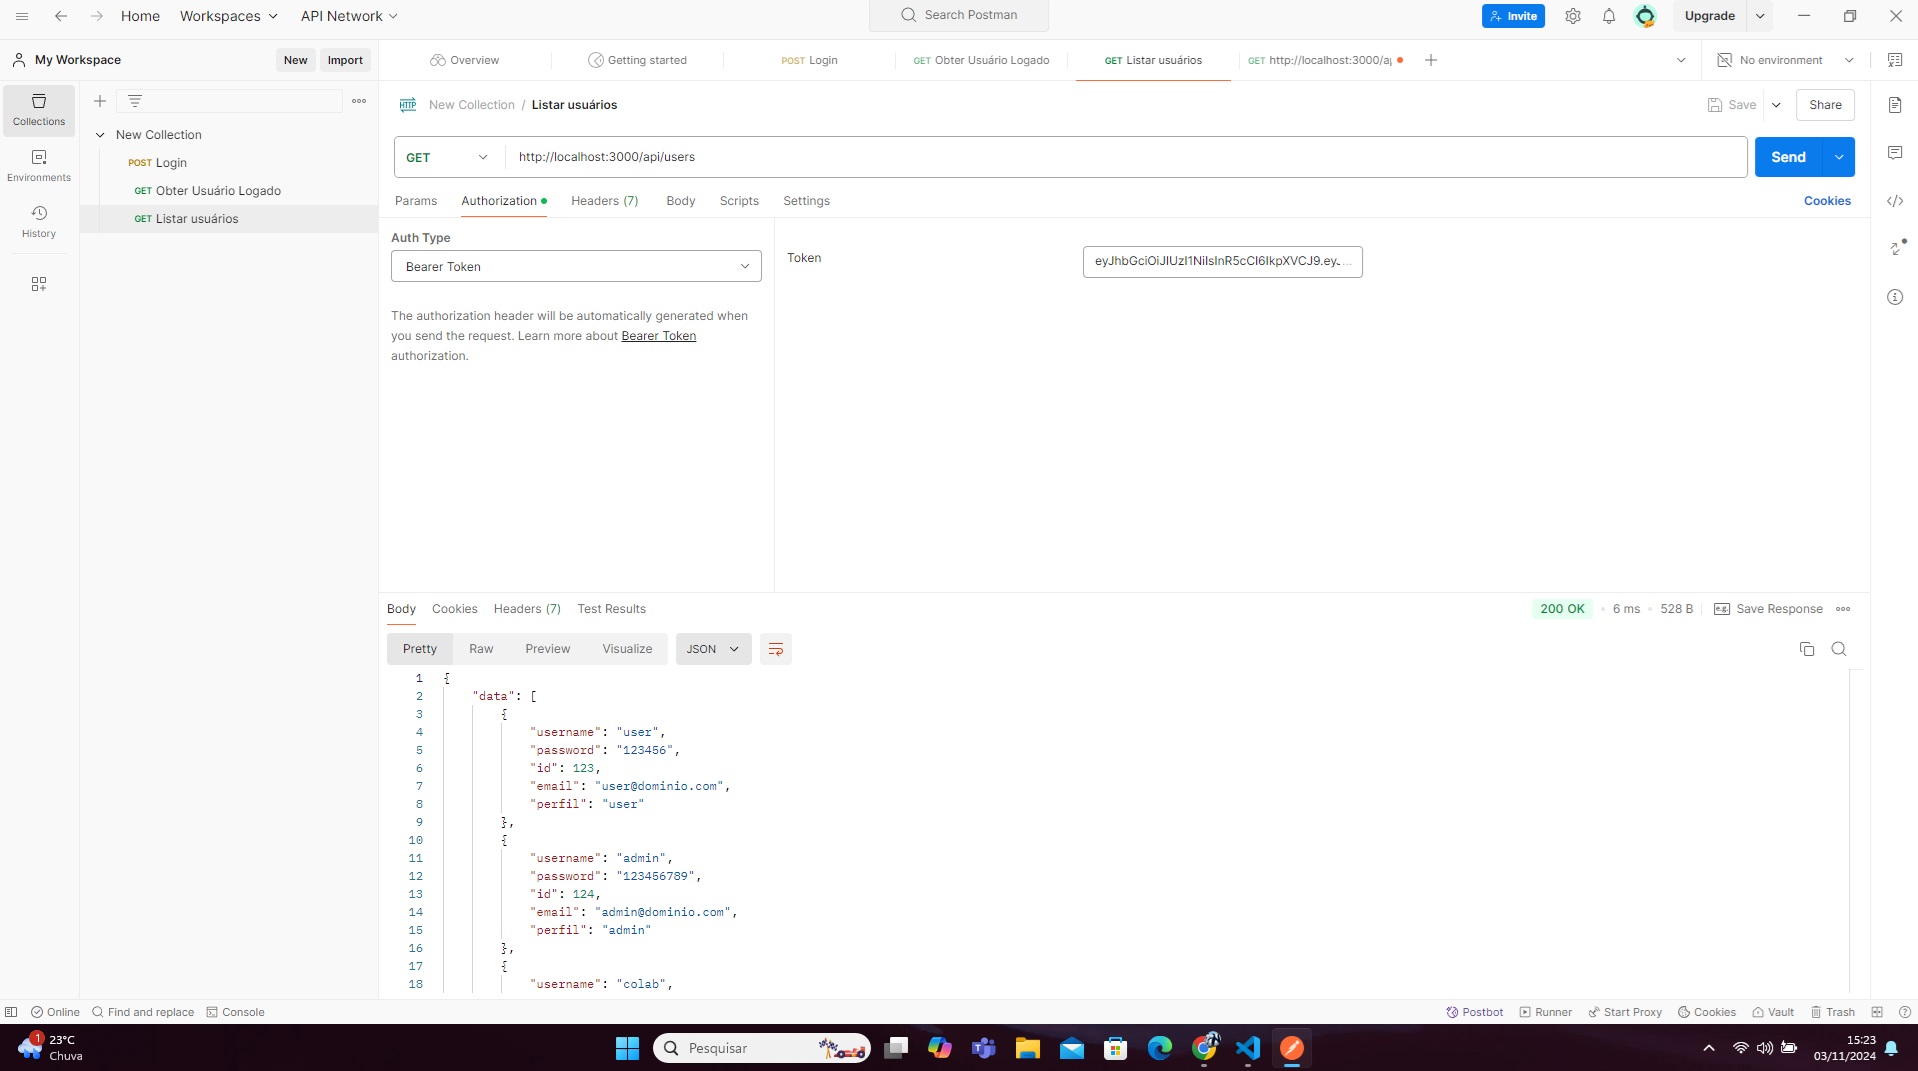 Home Workspaces API Network Search Postman Invite Upgrade
My Workspace New Import Overview Getting started POST Login GET Obter Usuário Logado GET Listar usuários GET http://localhost:3000/ap No environment
Collections
Environments
History
New Collection
POST Login
GET Obter Usuário Logado
GET Listar usuários
HTTP New Collection / Listar usuários Save Share
GET http://localhost:3000/api/users Send
Params Authorization Headers (7) Body Scripts Settings Cookies
Auth Type
Bearer Token
The authorization header will be automatically generated when
you send the request. Learn more about Bearer Token
authorization.
Token eyJhbGciOiJIUzI1NiIsInR5cCI6IkpXVCJ9.eyJ...
Body Cookies Headers (7) Test Results 200 OK • 6 ms • 528 B e.g. Save Response
Pretty Raw Preview Visualize JSON
1 {
2 "data": [
3 {
4 "username": "user",
5 "password": "123456",
6 "id": 123,
7 "email": "user@dominio.com",
8 "perfil": "user"
9 },
10 {
11 "username": "admin",
12 "password": "123456789",
13 "id": 124,
14 "email": "admin@dominio.com",
15 "perfil": "admin"
16 },
17 {
18 "username": "colab",
Online Find and replace Console Postbot Runner Start Proxy Cookies Vault Trash
1 23°C
Chuva
Pesquisar
15:23
03/11/2024